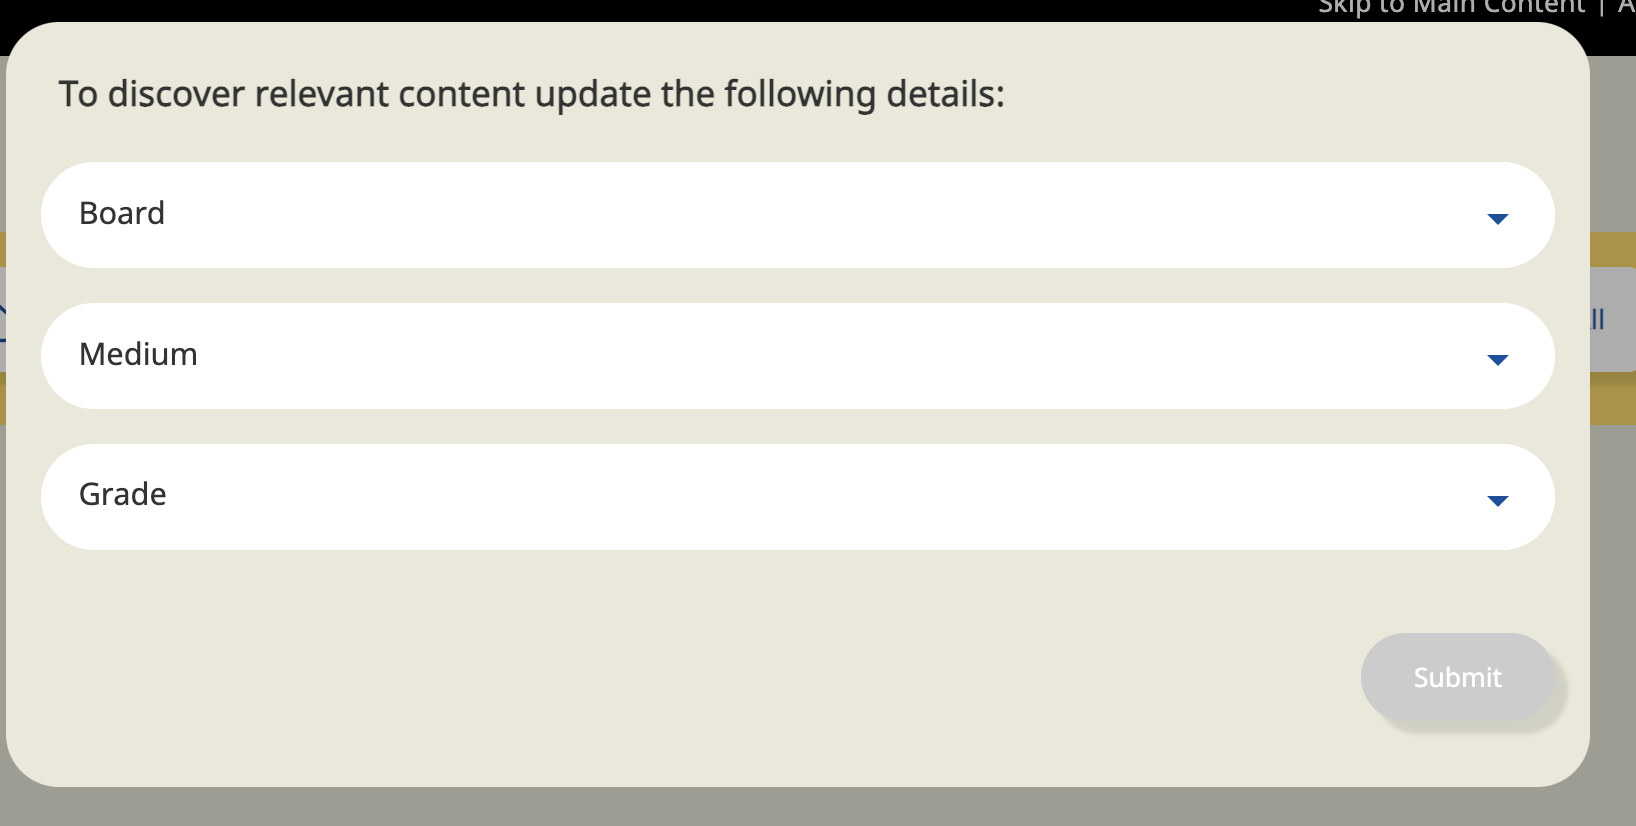 Skip to Main Content | A
To discover relevant content update the following details:
Board
Medium
Grade
Submit